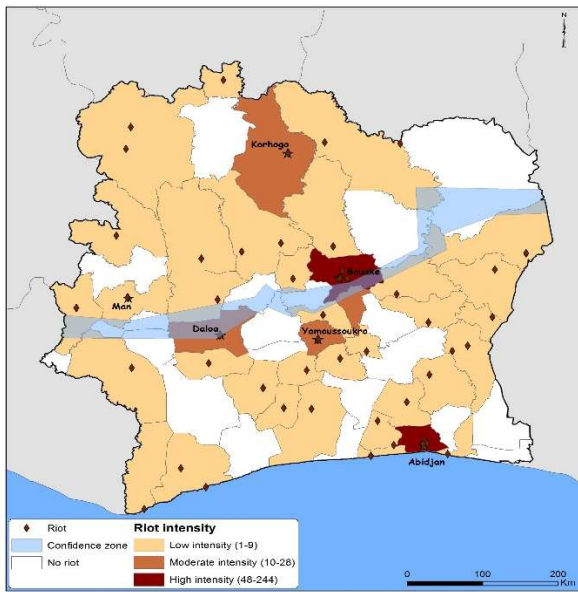 N
Korhogo
Bouake
Man
Daloa
Yamoussoukro
Abidjan
Riot
Confidence zone
No riot
Riot intensity
Low intensity (1-9)
Moderate intensity (10-28)
High intensity (48-244)
0 100 200
Km